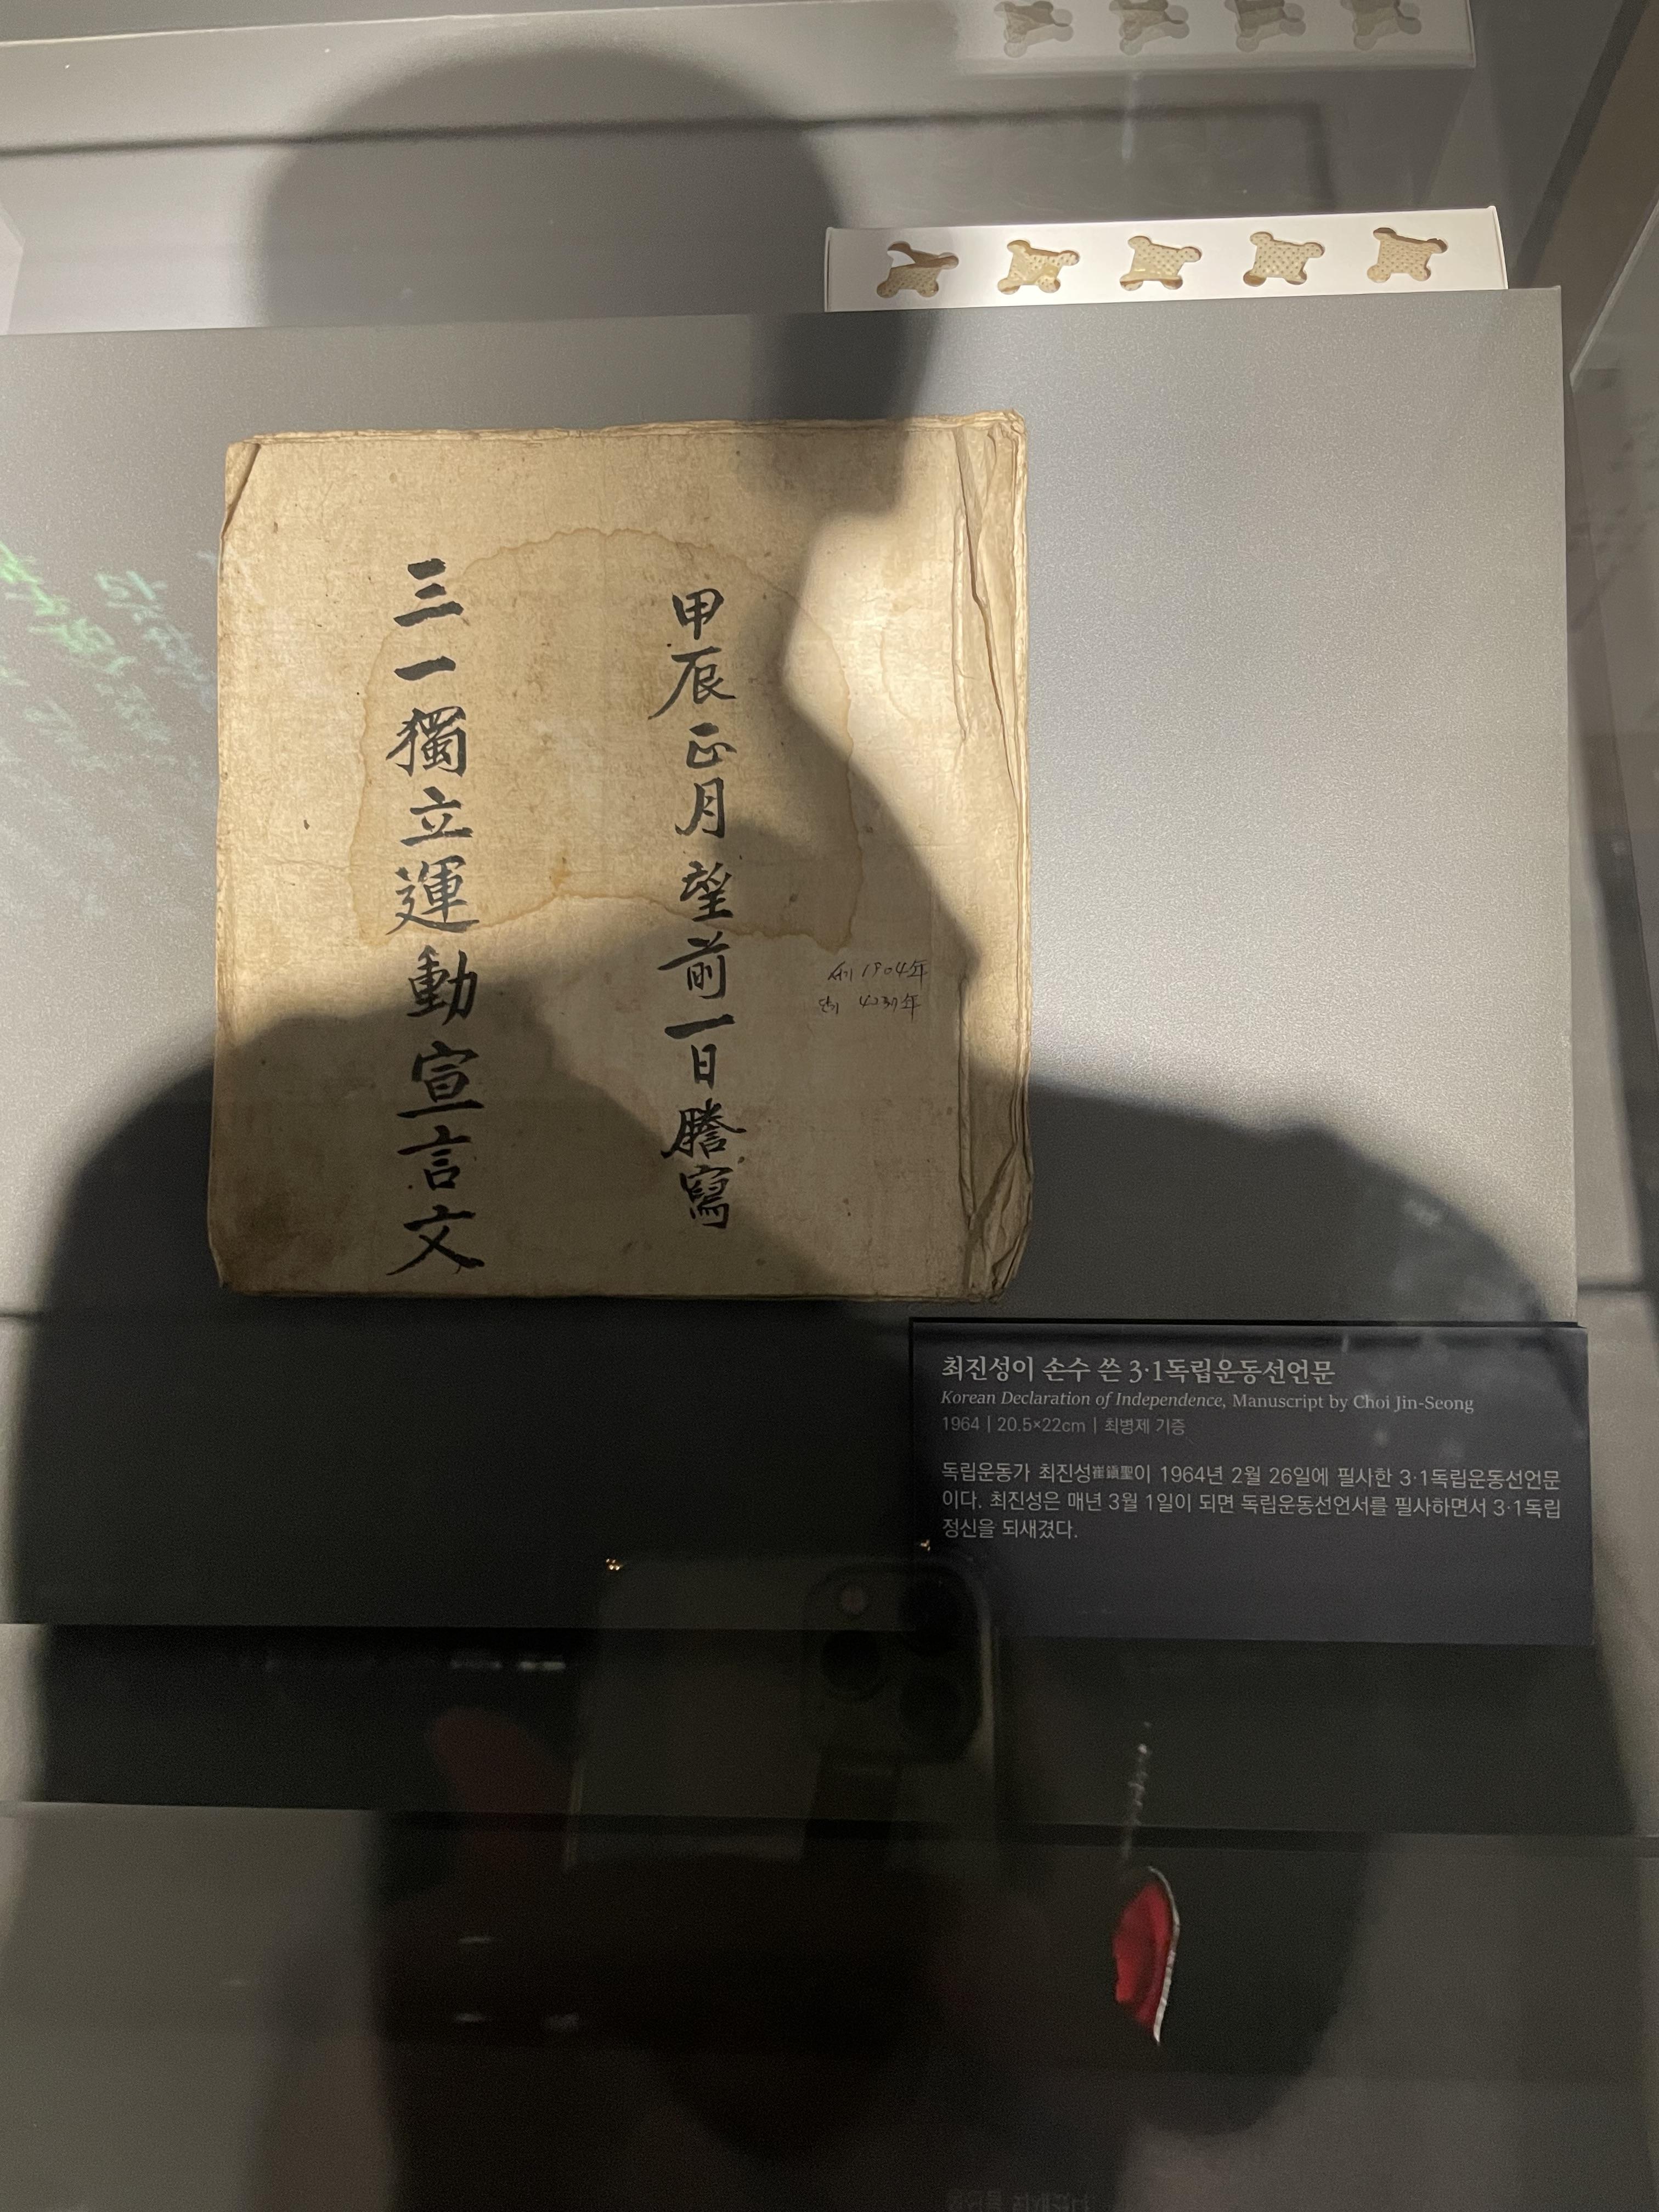 甲辰正月望前一日謄寫
三一獨立運動宣言文
서기 1904年
단기 4237年
최진성이 손수 쓴 3·1독립운동선언문
Korean Declaration of Independence, Manuscript by Choi Jin-Seong
1964 | 20.5×22cm | 최병제 기증
독립운동가 최진성崔鎭聖이 1964년 2월 26일에 필사한 3·1독립운동선언문
이다. 최진성은 매년 3월 1일이 되면 독립운동선언서를 필사하면서 3·1독립
정신을 되새겼다.